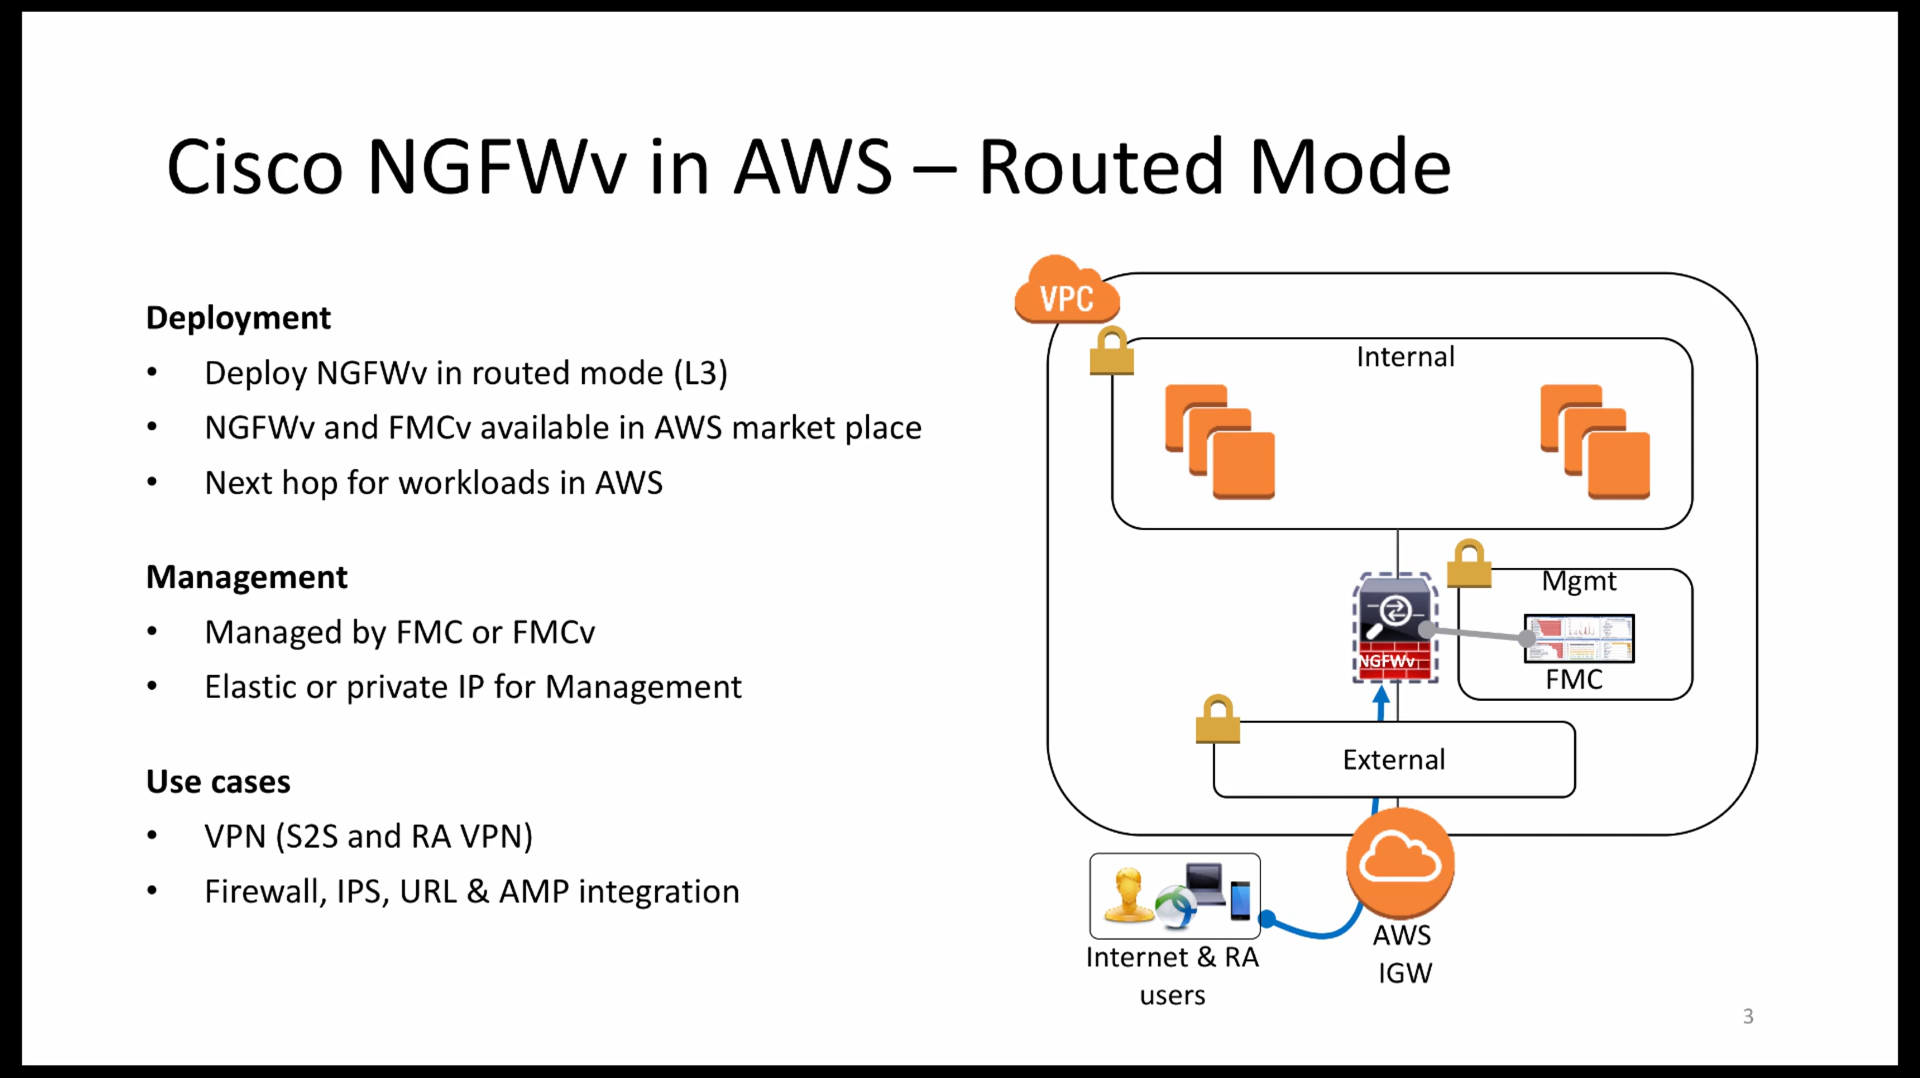 Cisco NGFWv in AWS – Routed Mode
Deployment
• Deploy NGFWv in routed mode (L3)
• NGFWv and FMCv available in AWS market place
• Next hop for workloads in AWS
Management
• Managed by FMC or FMCv
• Elastic or private IP for Management
Use cases
• VPN (S2S and RA VPN)
• Firewall, IPS, URL & AMP integration
VPC
Internal
Mgmt
NGFWv
FMC
External
AWS
IGW
Internet & RA
users
3